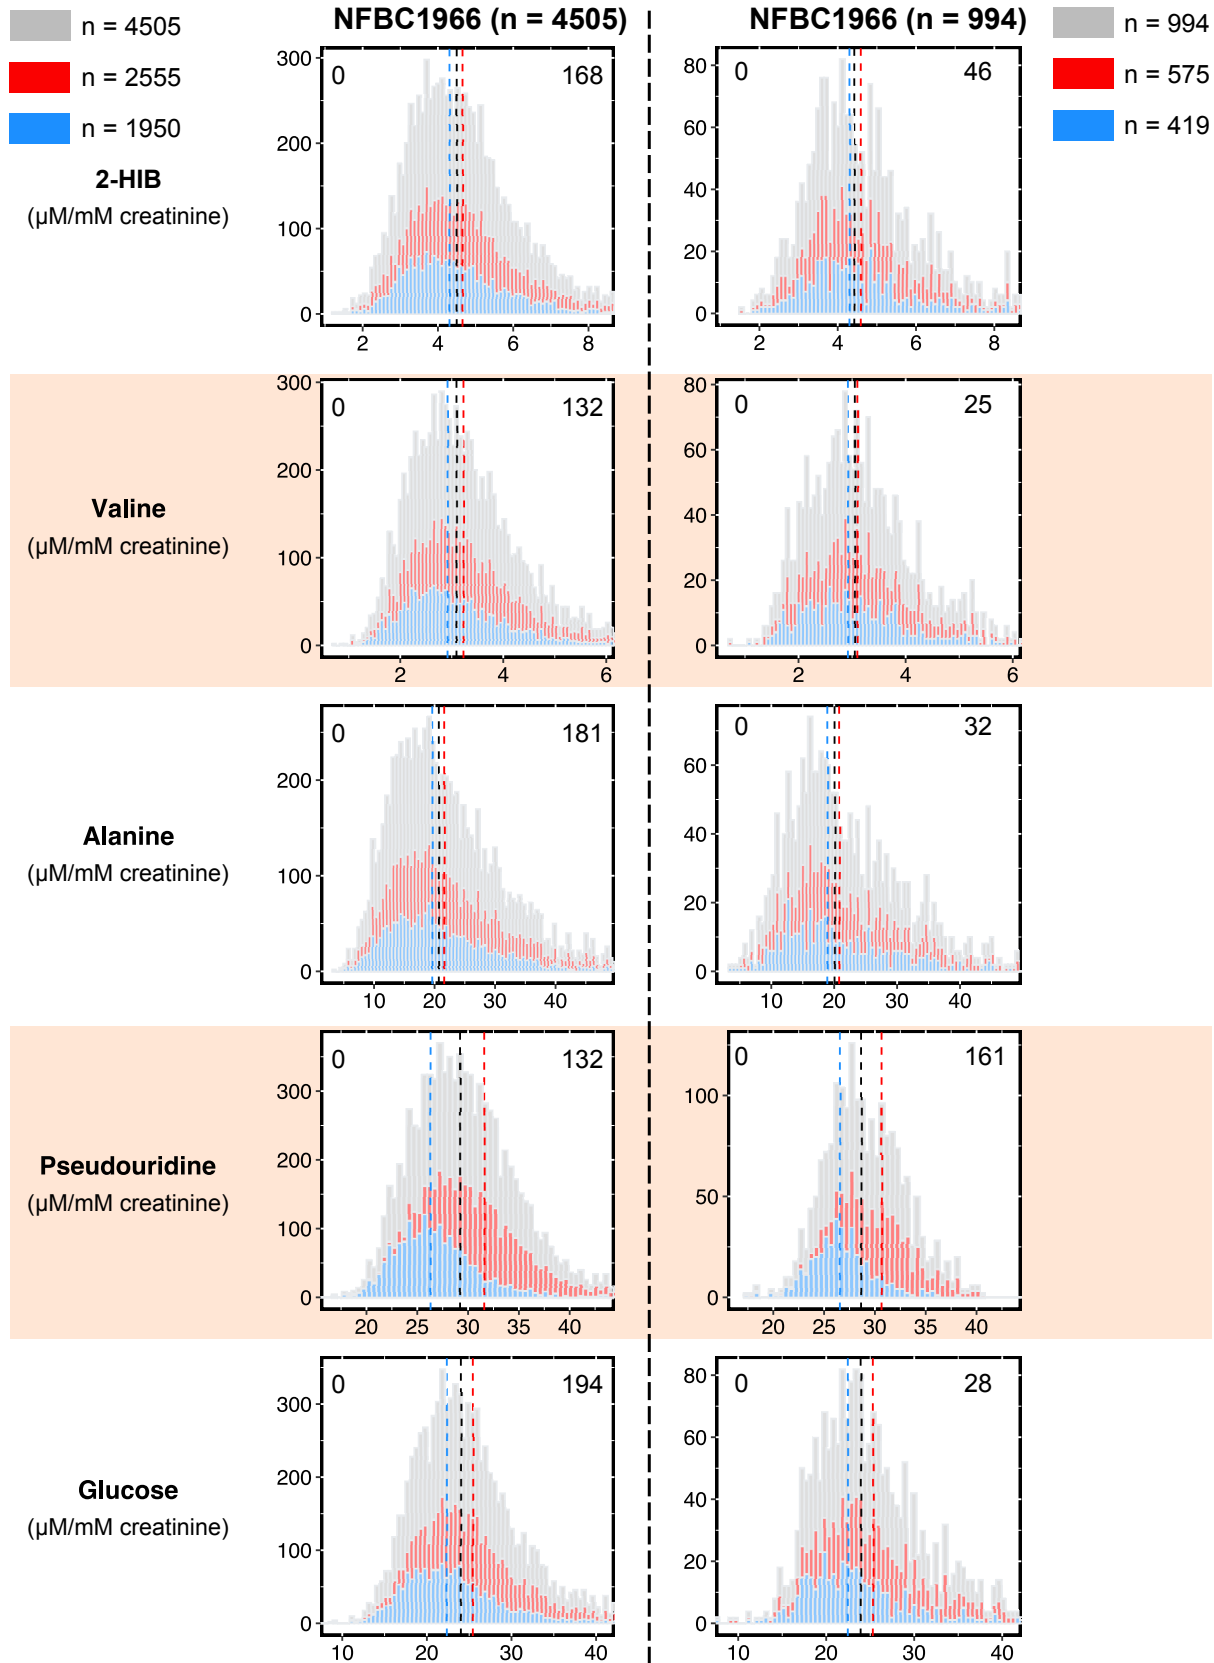 NFBC1966 (n = 4505)
NFBC1966 (n = 994)
n = 4505
n = 2555
n = 1950
n = 994
n = 575
n = 419
2-HIB
(µM/mM creatinine)
0 168
300
200
100
0
2 4 6 8
0 46
80
60
40
20
0
2 4 6 8
Valine
(µM/mM creatinine)
0 132
300
200
100
0
2 4 6
0 25
80
60
40
20
0
2 4 6
Alanine
(µM/mM creatinine)
0 181
200
100
0
10 20 30 40
0 32
60
40
20
0
10 20 30 40
Pseudouridine
(µM/mM creatinine)
0 132
300
200
100
0
20 25 30 35 40
0 161
100
50
0
20 25 30 35 40
Glucose
(µM/mM creatinine)
0 194
300
200
100
0
10 20 30 40
0 28
80
60
40
20
0
10 20 30 40